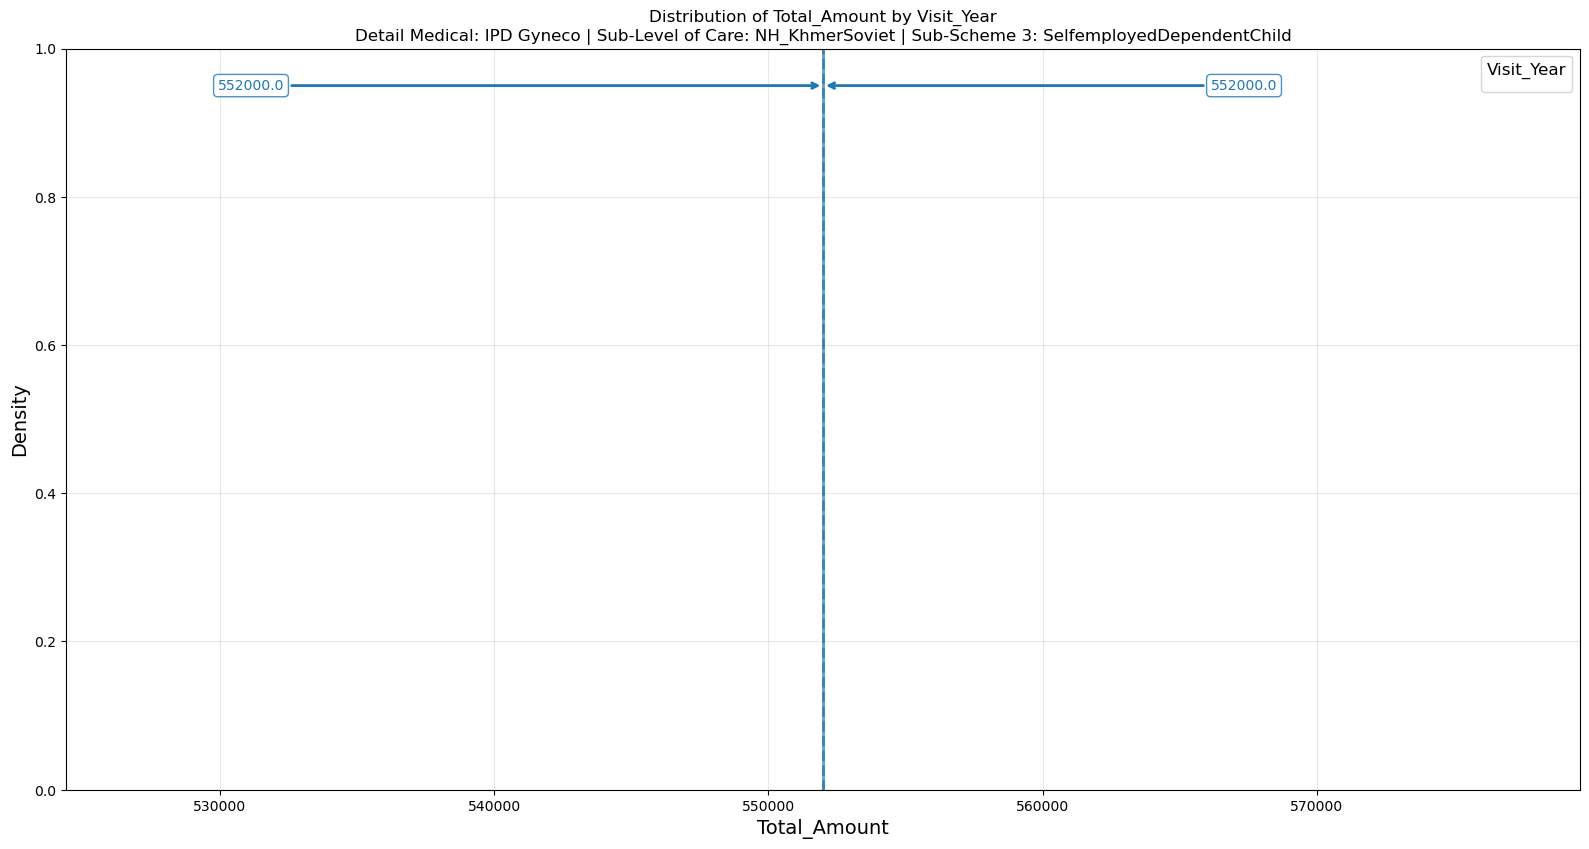 Distribution of Total_Amount by Visit_Year
Detail Medical: IPD Gyneco | Sub-Level of Care: NH_KhmerSoviet | Sub-Scheme 3: SelfemployedDependentChild
552000.0
552000.0
Visit_Year
1.0
0.8
0.6
0.4
0.2
0.0
Density
530000
540000
550000
560000
570000
Total_Amount